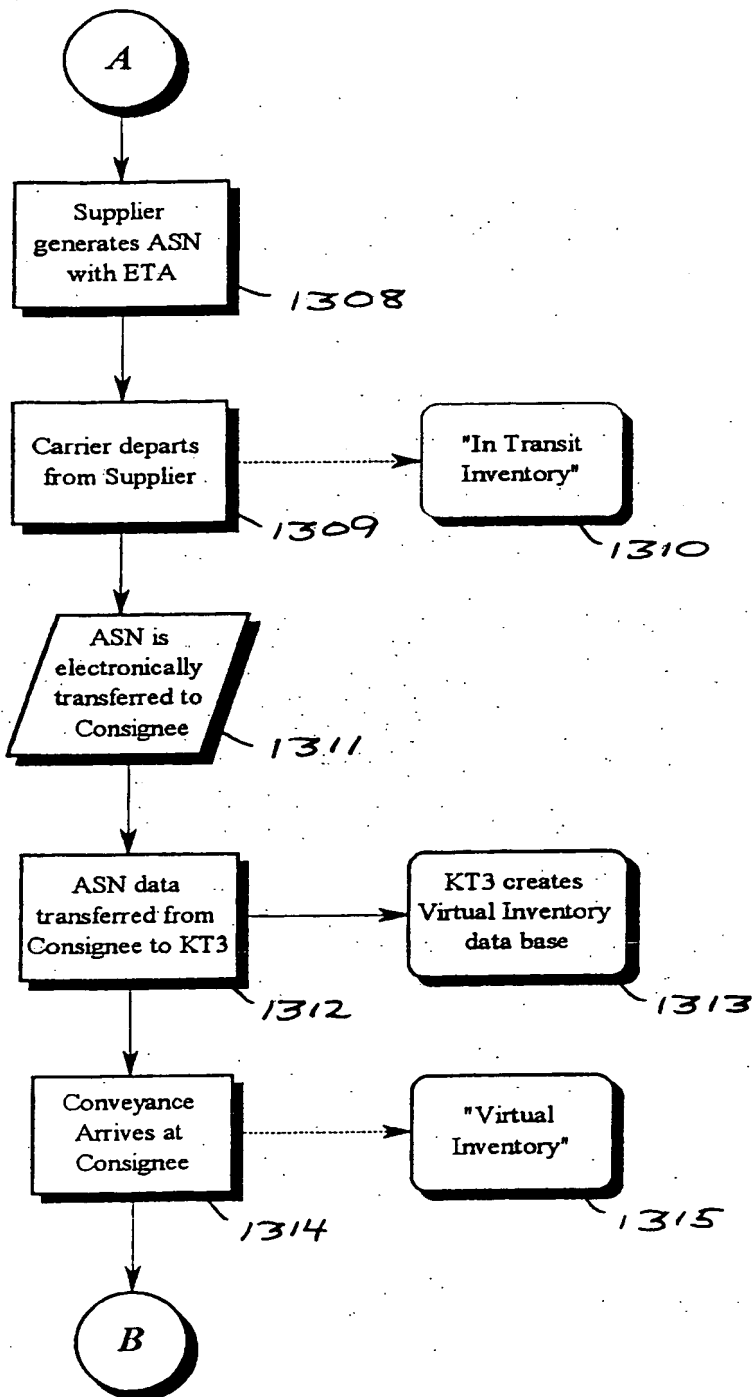 A
Supplier
generates ASN
with ETA
1308
Carrier departs
from Supplier
1309
"In Transit
Inventory"
1310
ASN is
electronically
transferred to
Consignee
1311
ASN data
transferred from
Consignee to KT3
1312
KT3 creates
Virtual Inventory
data base
1313
Conveyance
Arrives at
Consignee
1314
"Virtual
Inventory"
1315
B